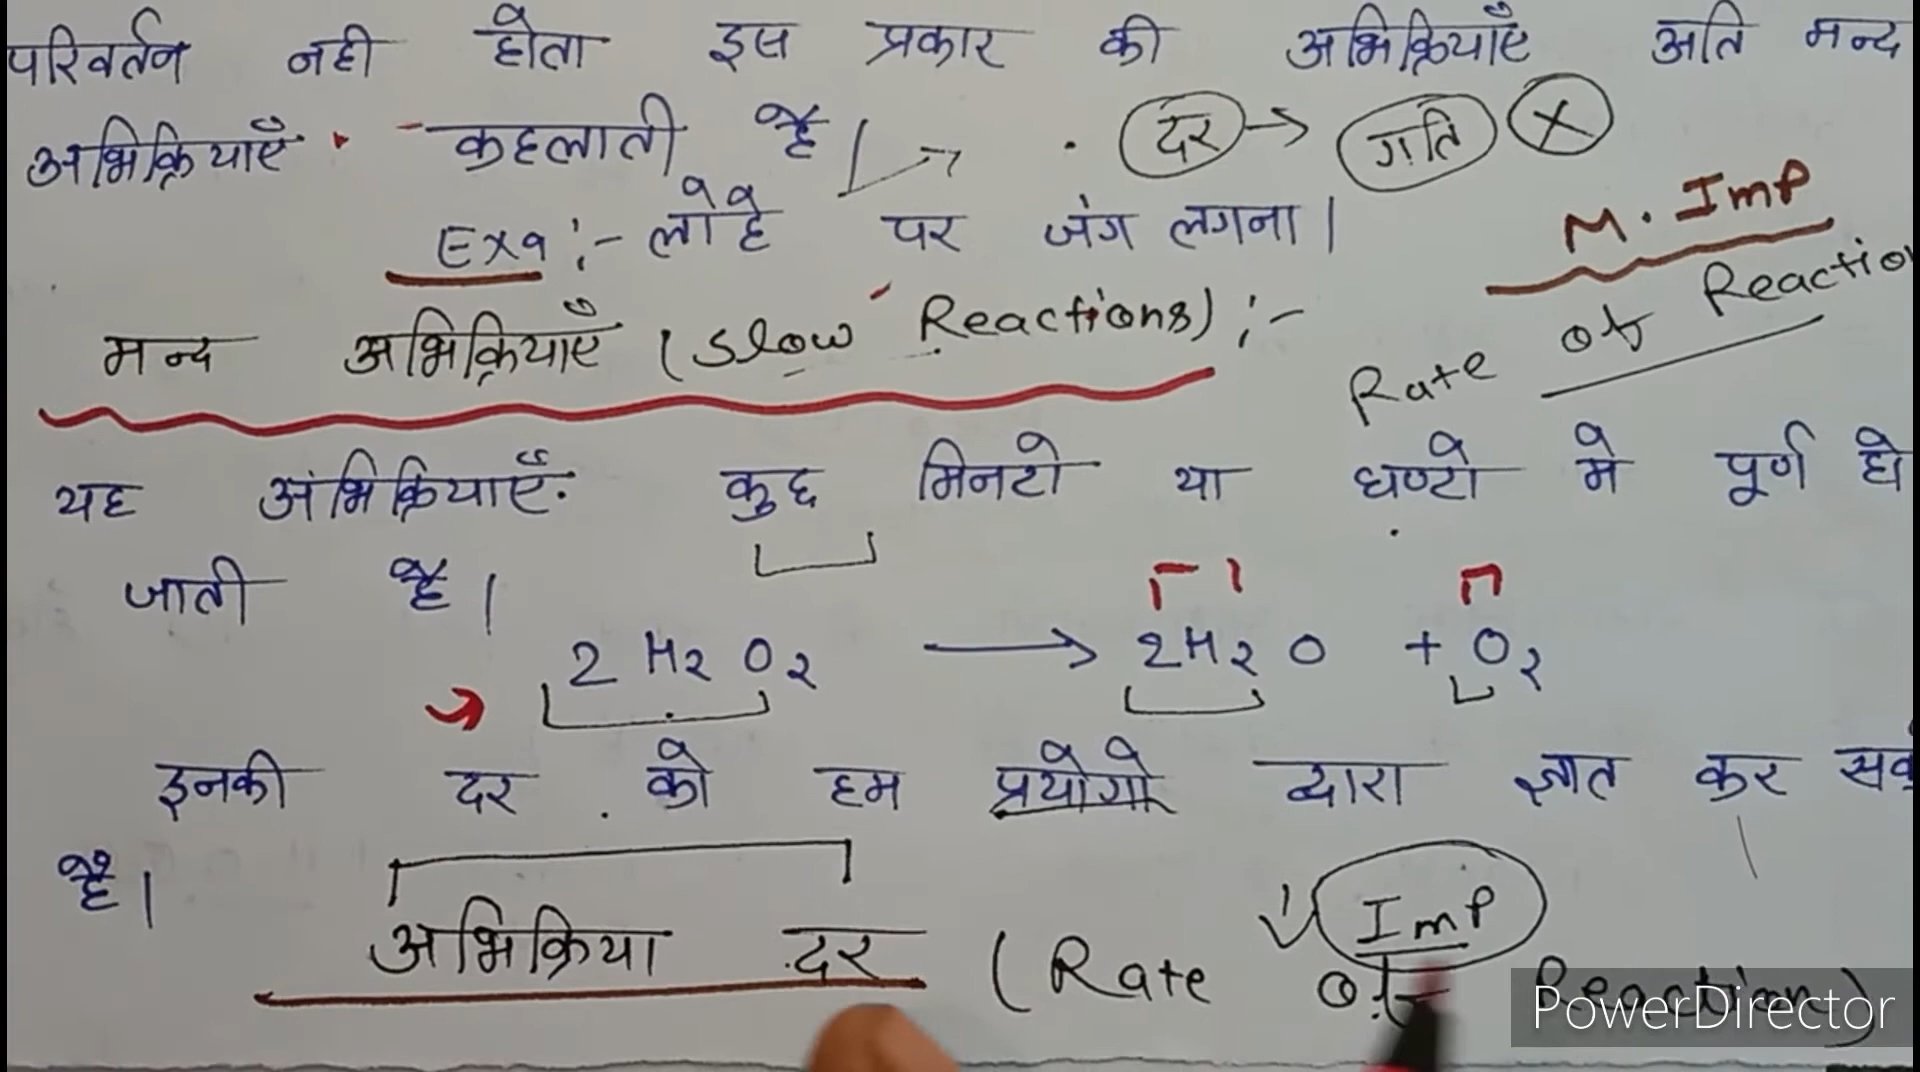 परिवर्तन नही होता इस प्रकार की अभिक्रियाएँ अति मन्द
अभिक्रियाएँ कहलाती है।
दर → गति X
Exa :- लोहे पर जंग लगना।
M. Imp
मन्द अभिक्रियाएँ (Slow Reactions) :-
Rate of Reactio
यह अभिक्रियाएँ कुछ मिनटो या घण्टो मे पूर्ण हो
जाती है।
2H₂O₂ → 2H₂O + O₂
इनकी दर को हम प्रयोगो द्वारा ज्ञात कर सक
है।
Imp
अभिक्रिया दर (Rate of Reaction)
PowerDirector